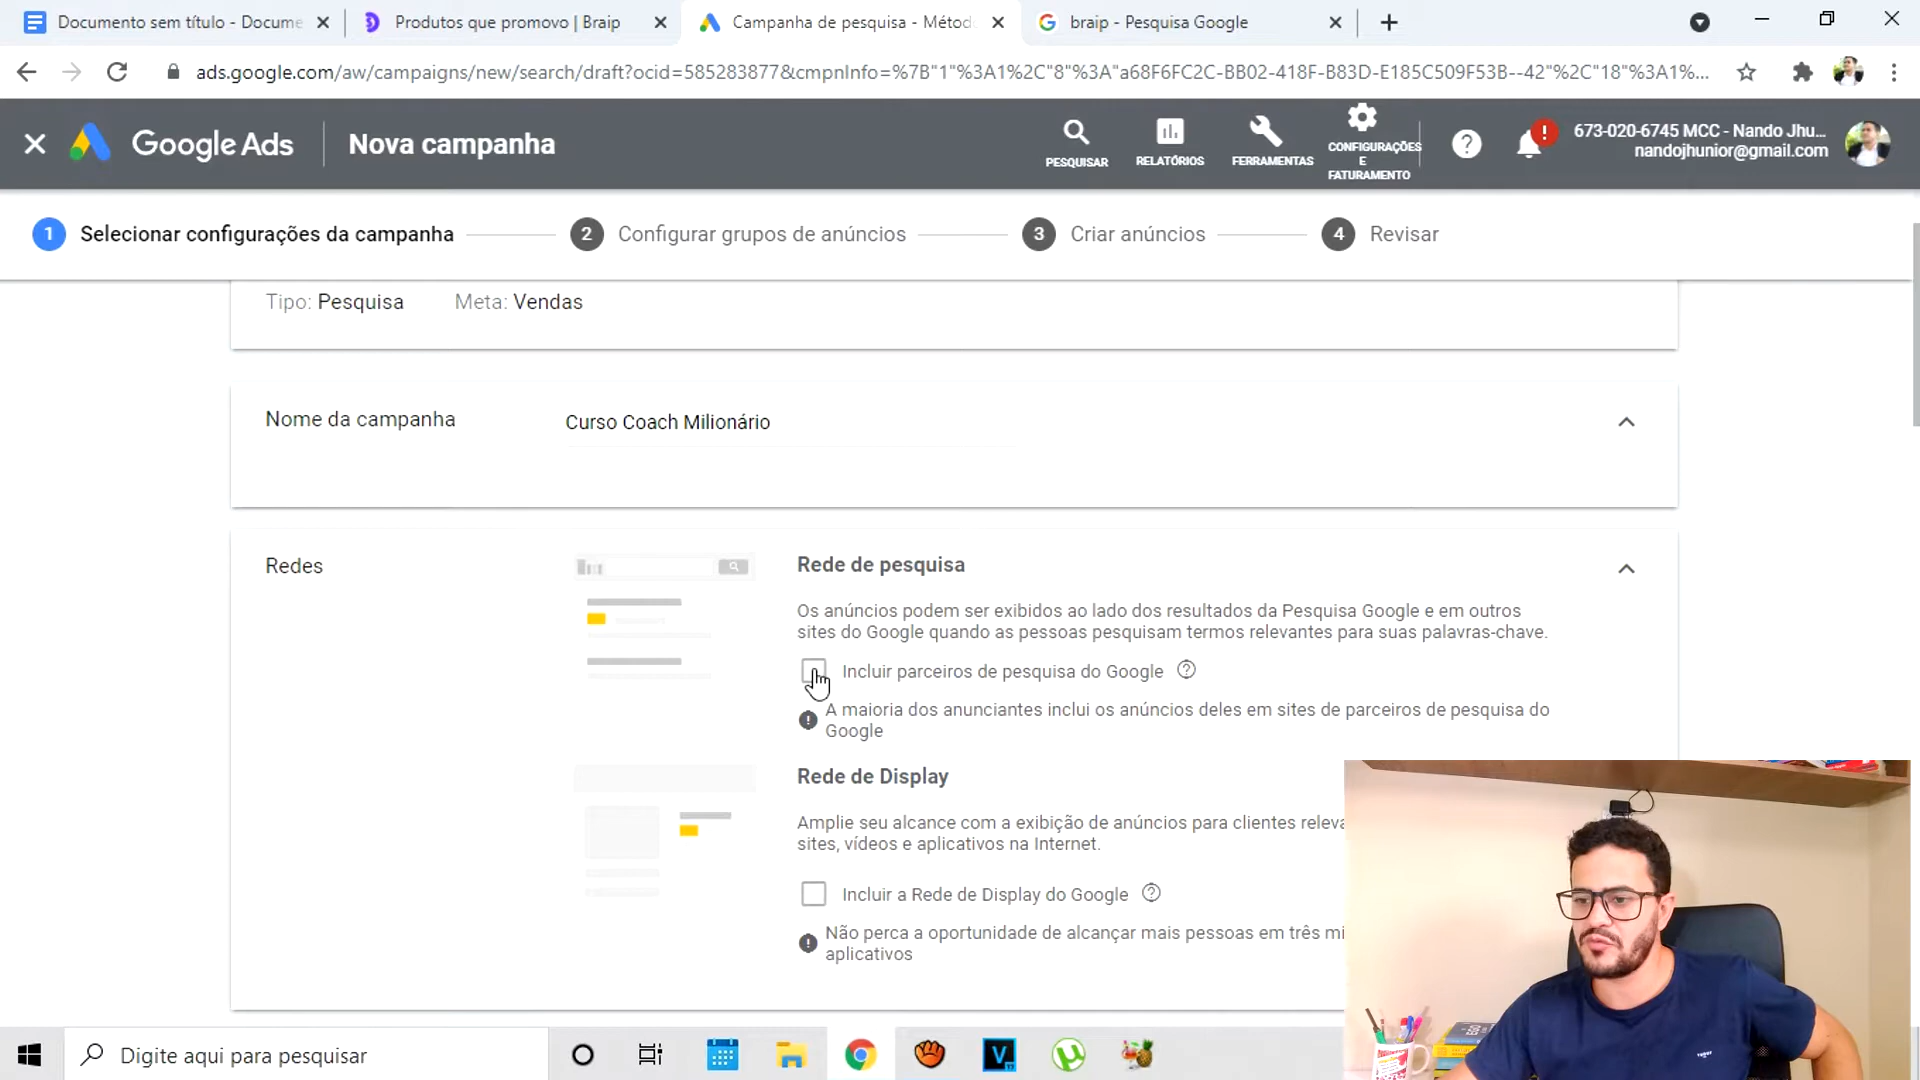 Documento sem título - Docume
Produtos que promovo | Braip
Campanha de pesquisa - Métod
braip - Pesquisa Google
ads.google.com/aw/campaigns/new/search/draft?ocid=585283877&cmpnInfo=%7B"1"%3A1%2C"8"%3A"a68F6FC2C-BB02-418F-B83D-E185C509F53B--42"%2C"18"%3A1%...
Google Ads
Nova campanha
PESQUISAR
RELATÓRIOS
FERRAMENTAS
CONFIGURAÇÕES
E
FATURAMENTO
673-020-6745 MCC - Nando Jhu...
nandojhunior@gmail.com
1 Selecionar configurações da campanha
2 Configurar grupos de anúncios
3 Criar anúncios
4 Revisar
Tipo: Pesquisa Meta: Vendas
Nome da campanha
Curso Coach Milionário
Redes
Rede de pesquisa
Os anúncios podem ser exibidos ao lado dos resultados da Pesquisa Google e em outros
sites do Google quando as pessoas pesquisam termos relevantes para suas palavras-chave.
Incluir parceiros de pesquisa do Google
A maioria dos anunciantes inclui os anúncios deles em sites de parceiros de pesquisa do
Google
Rede de Display
Amplie seu alcance com a exibição de anúncios para clientes releva
sites, vídeos e aplicativos na Internet.
Incluir a Rede de Display do Google
Não perca a oportunidade de alcançar mais pessoas em três mi
aplicativos
Digite aqui para pesquisar